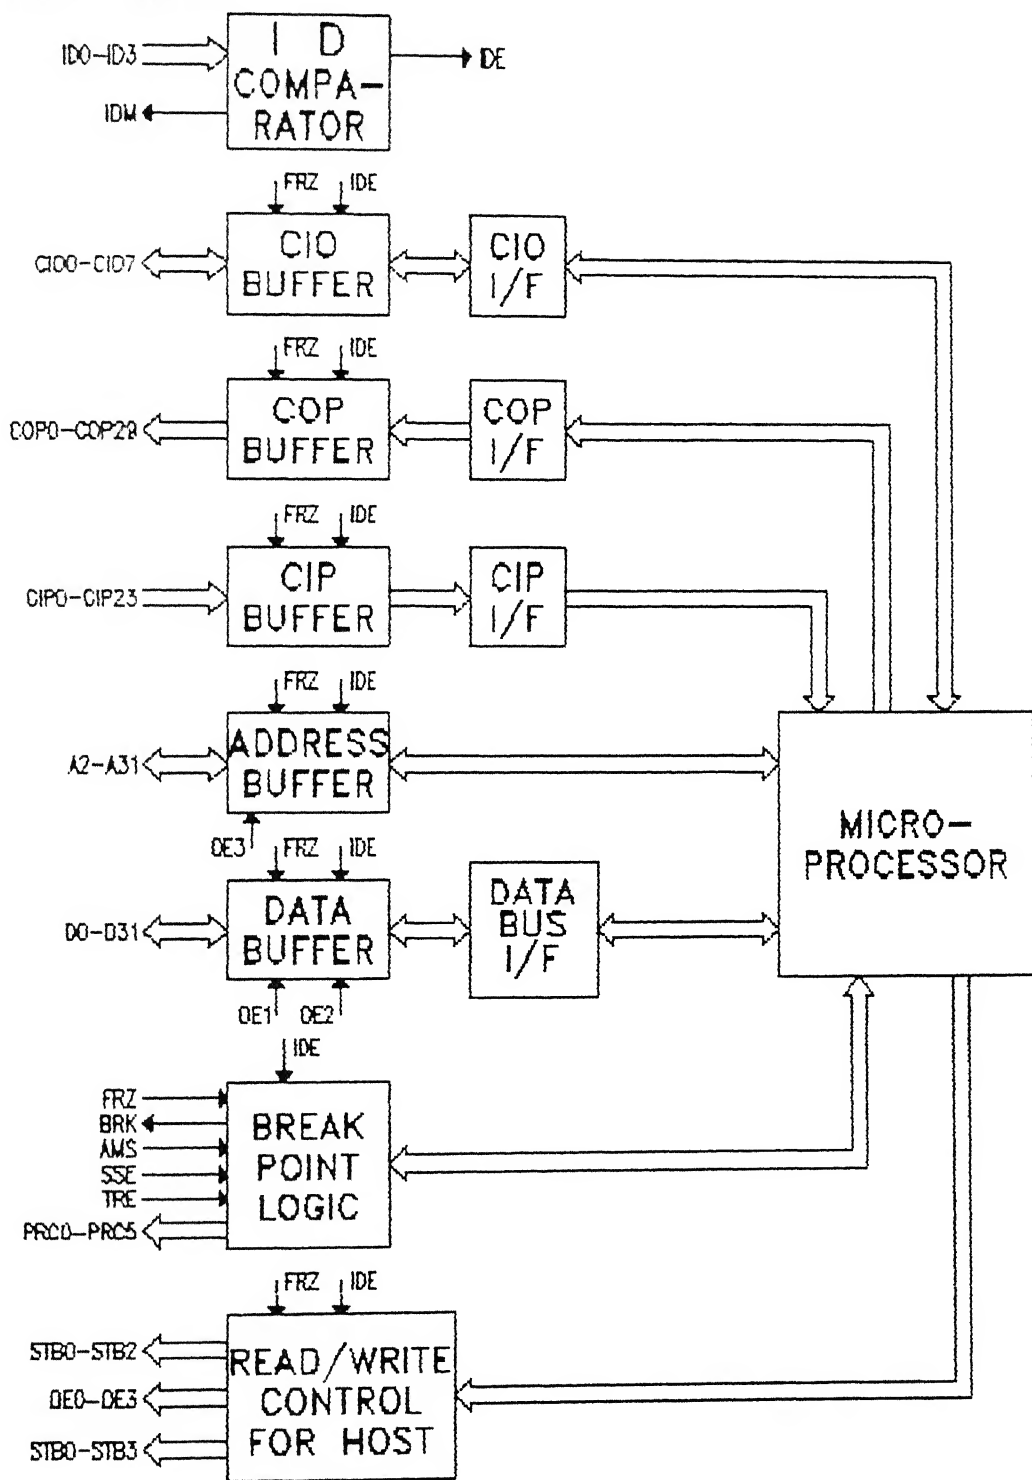 ID0-ID3
I D
COMPA-
RATOR
IDE
IDM
FRZ IDE
CIO0-CIO7
CIO
BUFFER
CIO
I/F
FRZ IDE
COP0-COP29
COP
BUFFER
COP
I/F
FRZ IDE
CIP0-CIP23
CIP
BUFFER
CIP
I/F
FRZ IDE
A2-A31
ADDRESS
BUFFER
MICRO-
PROCESSOR
OE3
FRZ IDE
D0-D31
DATA
BUFFER
DATA
BUS
I/F
OE1 OE2
IDE
FRZ
BRK
AMS
SSE
TRE
PRC0-PRC5
BREAK
POINT
LOGIC
FRZ IDE
STB0-STB2
OE0-OE3
STB0-STB3
READ/WRITE
CONTROL
FOR HOST